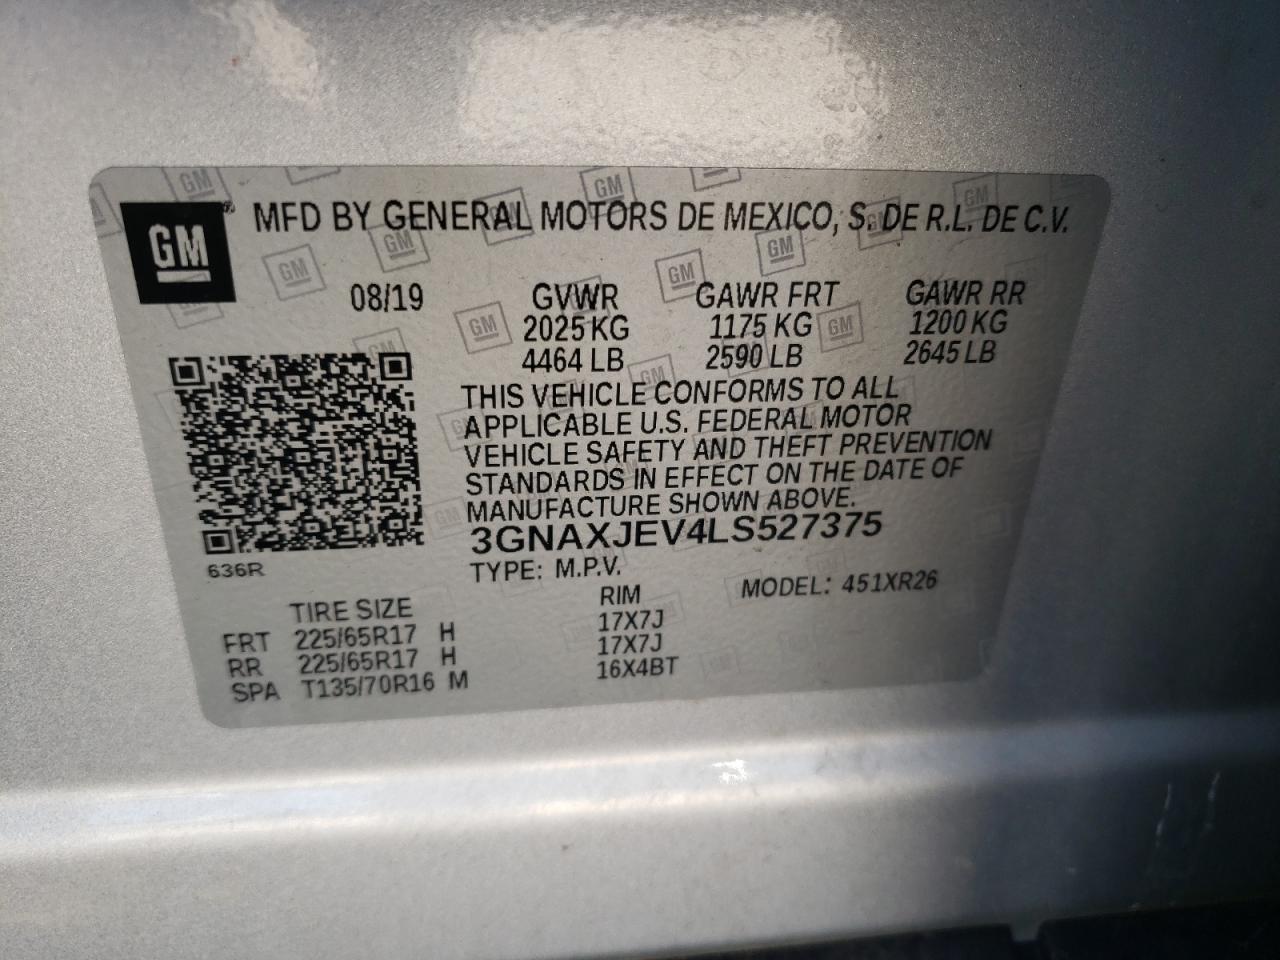 GM MFD BY GENERAL MOTORS DE MEXICO, S. DE R.L. DE C.V.
08/19 GVWR GAWR FRT GAWR RR
2025 KG 1175 KG 1200 KG
4464 LB 2590 LB 2645 LB
THIS VEHICLE CONFORMS TO ALL
APPLICABLE U.S. FEDERAL MOTOR
VEHICLE SAFETY AND THEFT PREVENTION
STANDARDS IN EFFECT ON THE DATE OF
MANUFACTURE SHOWN ABOVE.
3GNAXJEV4LS527375
636R
TYPE: M.P.V. MODEL: 451XR26
TIRE SIZE RIM
FRT 225/65R17 H 17X7J
RR 225/65R17 H 17X7J
SPA T135/70R16 M 16X4BT